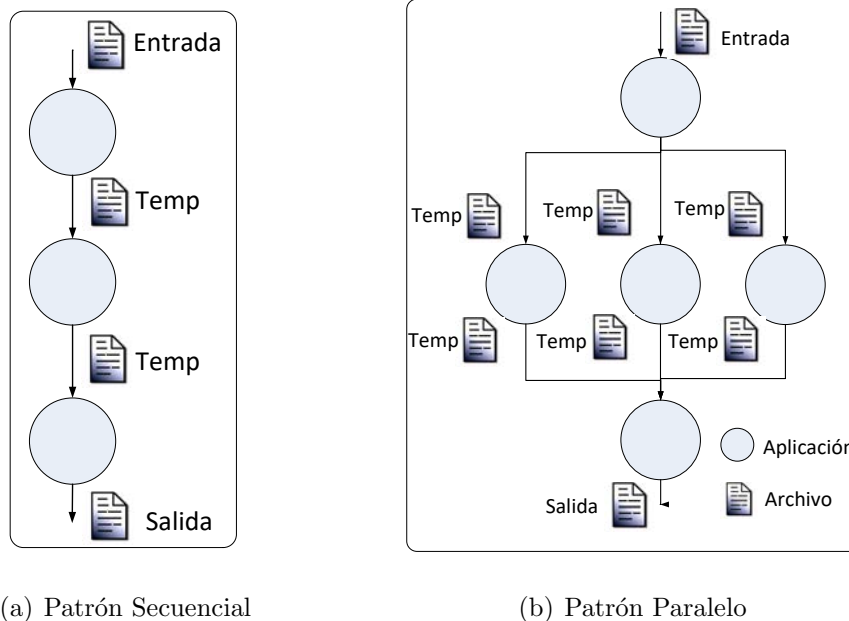 Entrada
Temp
Temp
Salida
(a) Patrón Secuencial
Entrada
Temp Temp Temp
Temp Temp Temp
Aplicación
Salida
Archivo
(b) Patrón Paralelo